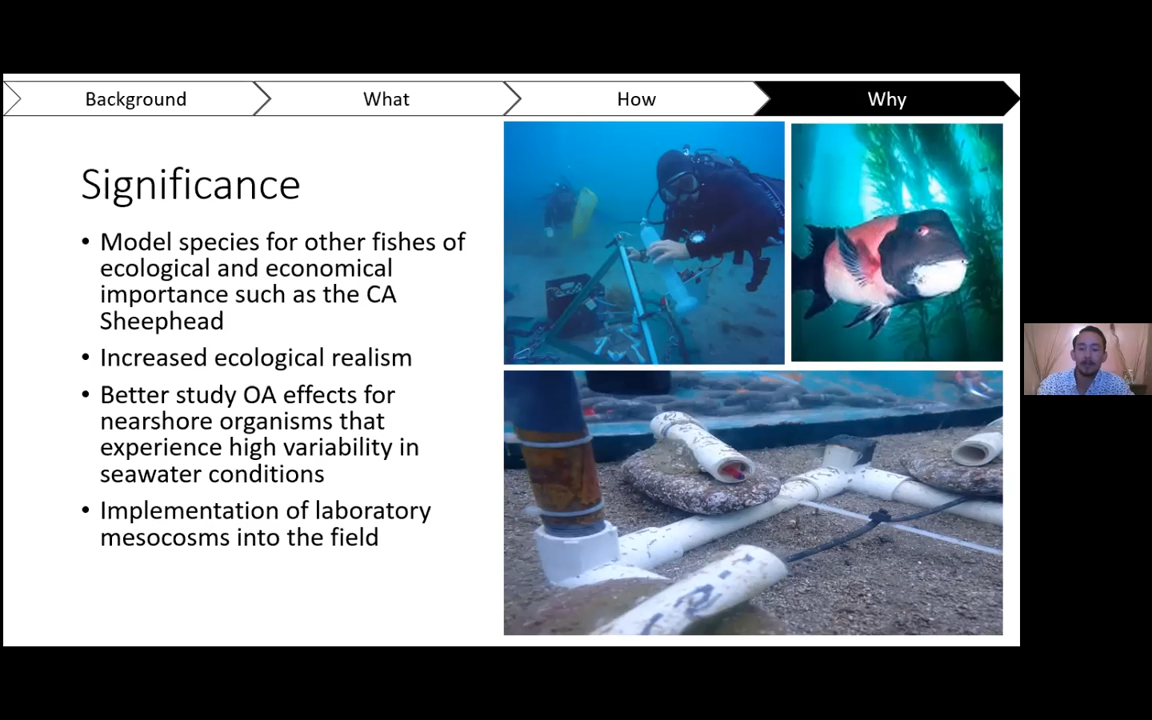 Background
What
How
Why
Significance
• Model species for other fishes of
ecological and economical
importance such as the CA
Sheephead
• Increased ecological realism
• Better study OA effects for
nearshore organisms that
experience high variability in
seawater conditions
• Implementation of laboratory
mesocosms into the field